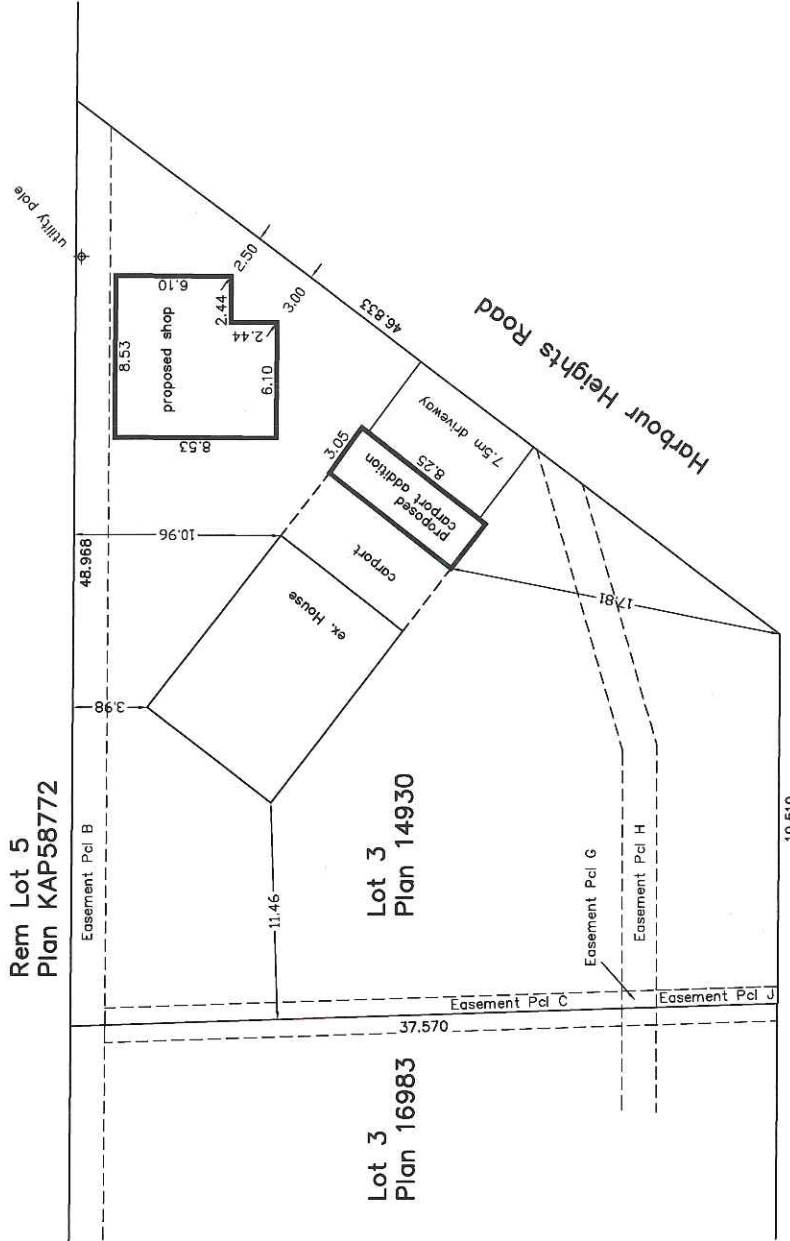 Rem Lot 5
Plan KAP58772
Easement Pcl B
48.968
utility pole
8.53
6.10
proposed shop
2.44
2.44
6.10
8.53
2.50
3.00
46.833
Harbour Heights Road
10.96
3.98
3.05
proposed
carport addition
8.25
7.5m driveway
carport
ex. House
17.81
11.46
Lot 3
Plan 14930
Easement Pcl G
Easement Pcl H
Easement Pcl C
Easement Pcl J
37.570
Lot 3
Plan 16983